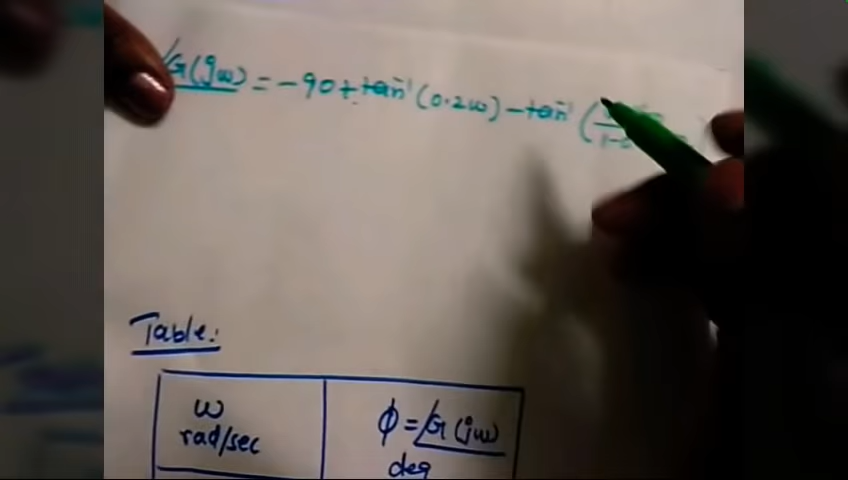 ∠G(jω) = -90 + tan⁻¹(0.2ω) - tan⁻¹(
Table:
ω rad/sec
φ = ∠G(jω) deg